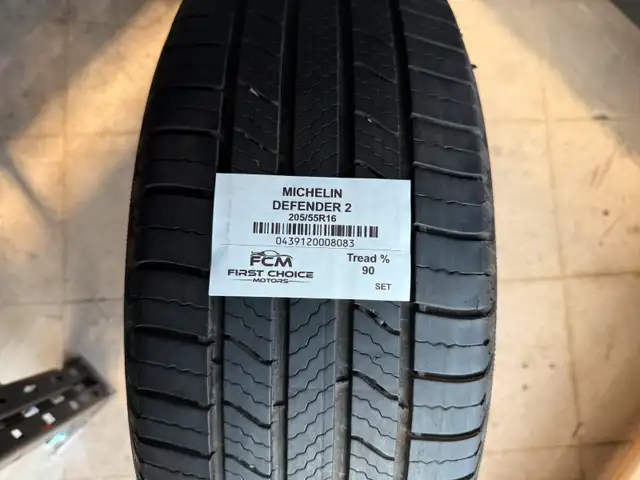 MICHELIN
DEFENDER 2
205/55R16
0439120008083
FCM
FIRST CHOICE
MOTORS
Tread %
90
SET